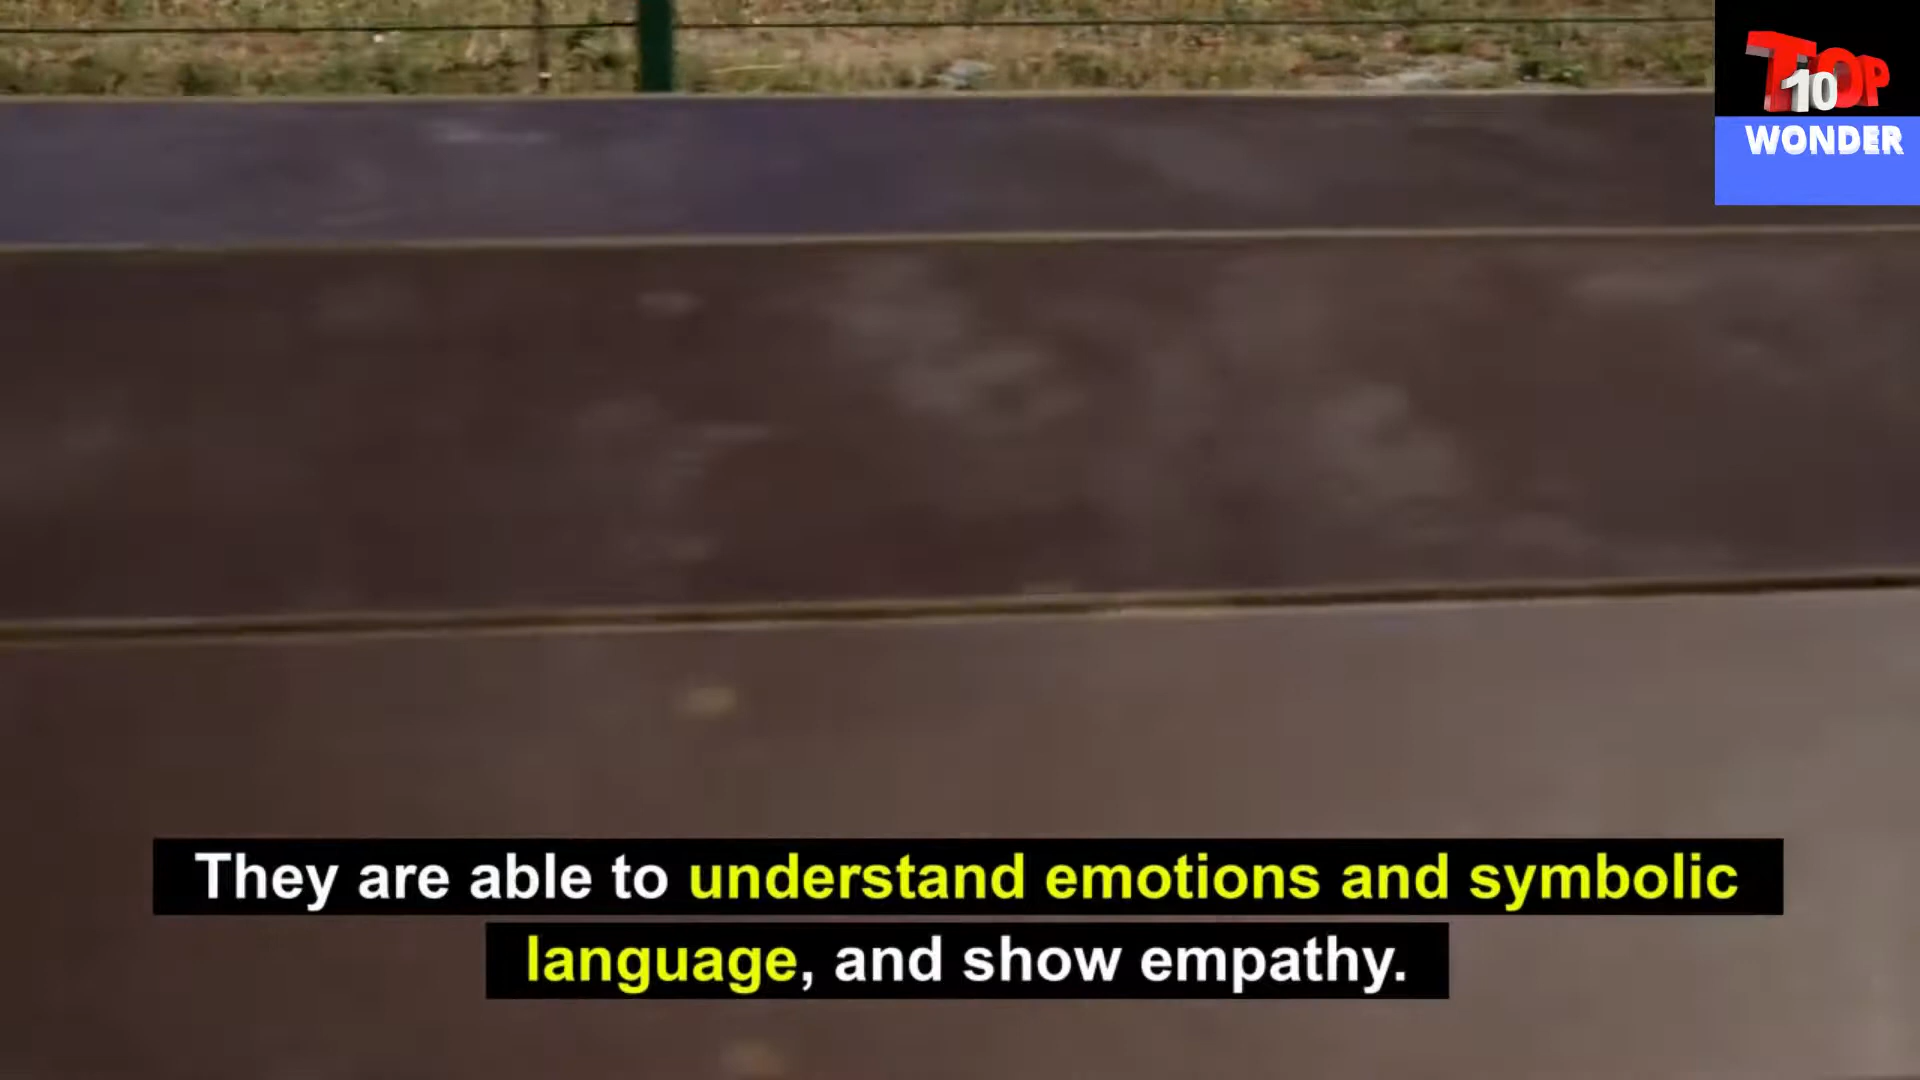 TOP
10
WONDER
They are able to understand emotions and symbolic
language, and show empathy.